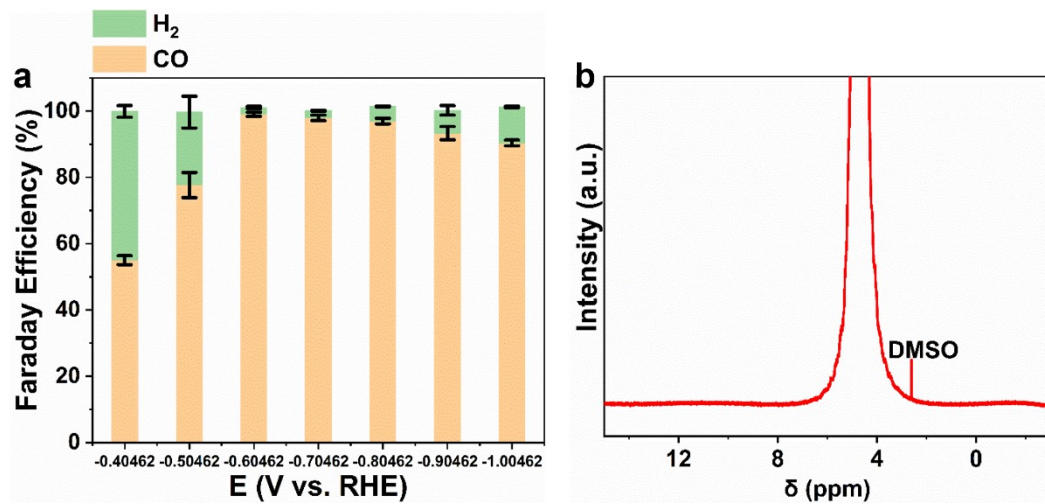 H₂
CO
a
Faraday Efficiency (%)
100
80
60
40
20
0
-0.40462 -0.50462 -0.60462 -0.70462 -0.80462 -0.90462 -1.00462
E (V vs. RHE)
b
Intensity (a.u.)
DMSO
12 8 4 0
δ (ppm)